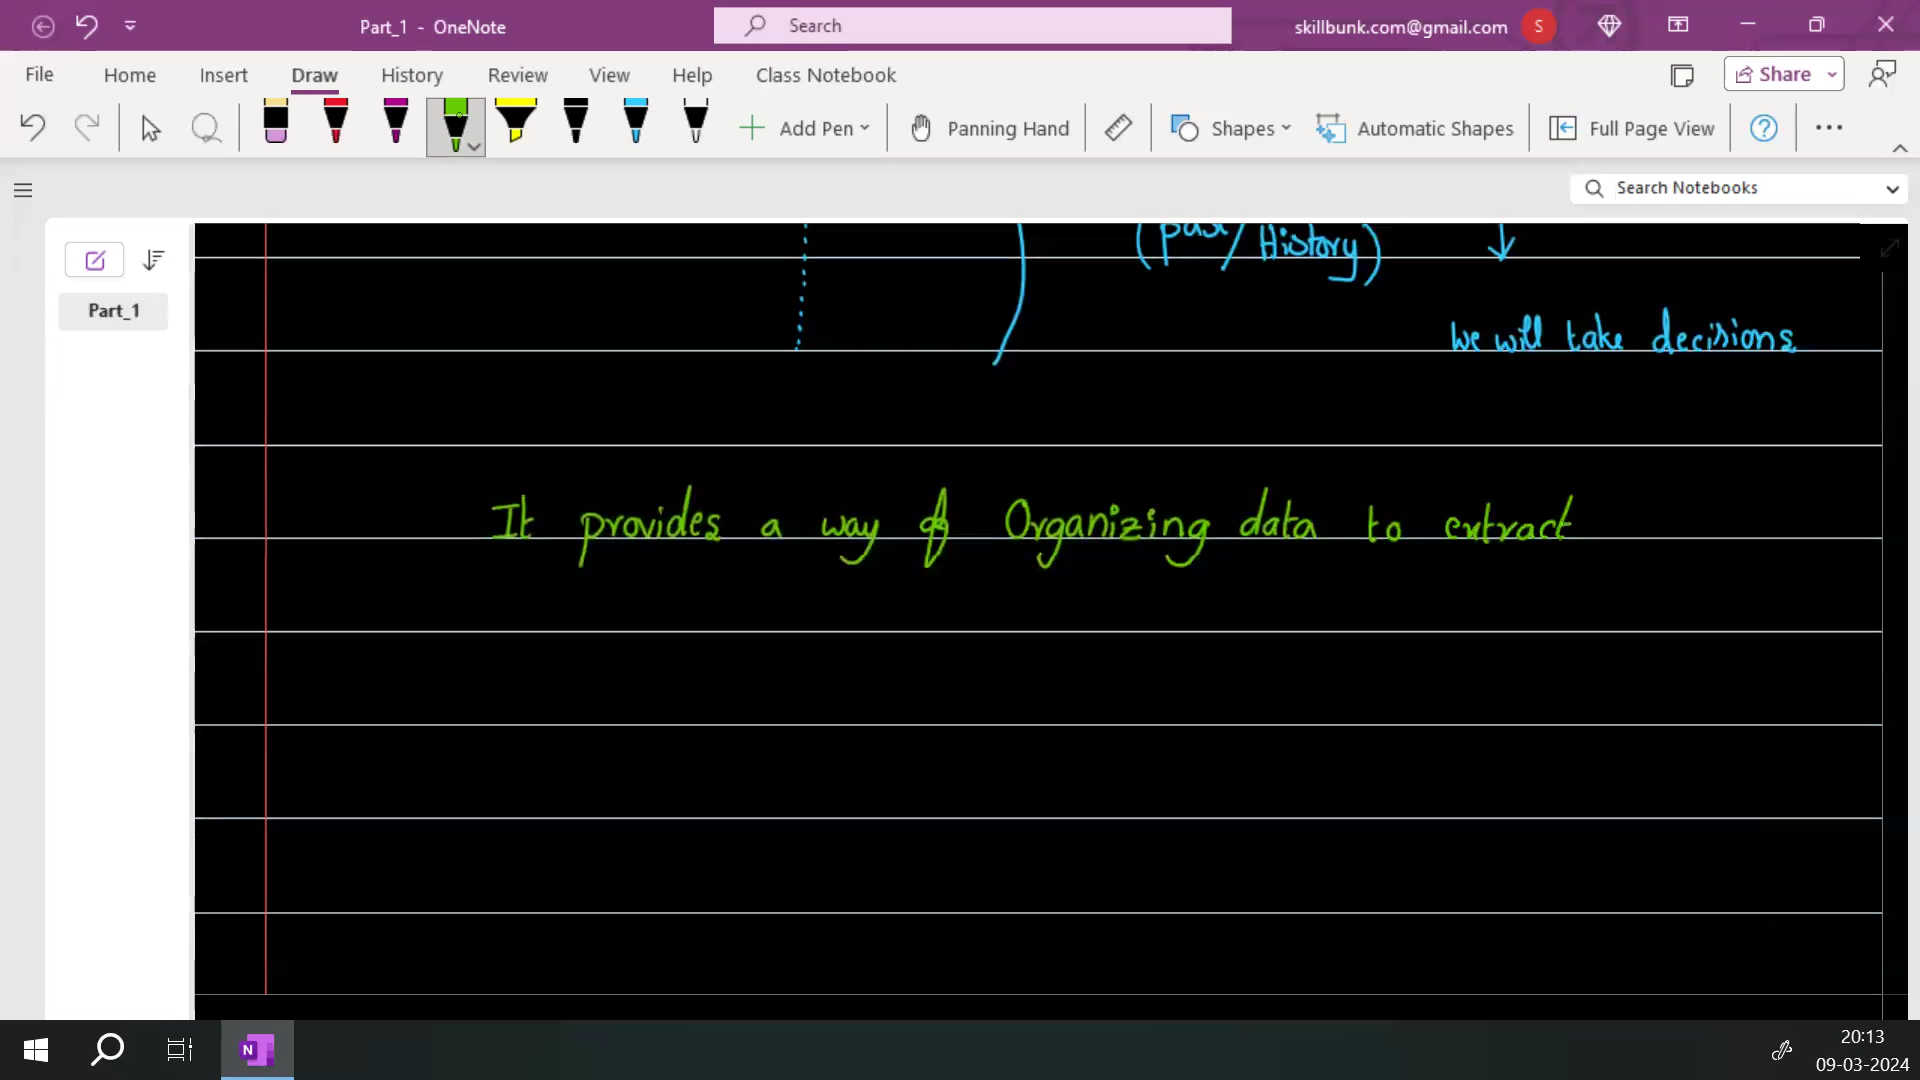 Part_1 - OneNote
Search
skillbunk.com@gmail.com
S
File Home Insert Draw History Review View Help Class Notebook
Share
Add Pen
Panning Hand
Shapes
Automatic Shapes
Full Page View
Search Notebooks
Part_1
(past/History)
We will take decisions
It provides a way of Organizing data to extract
N
20:13
09-03-2024